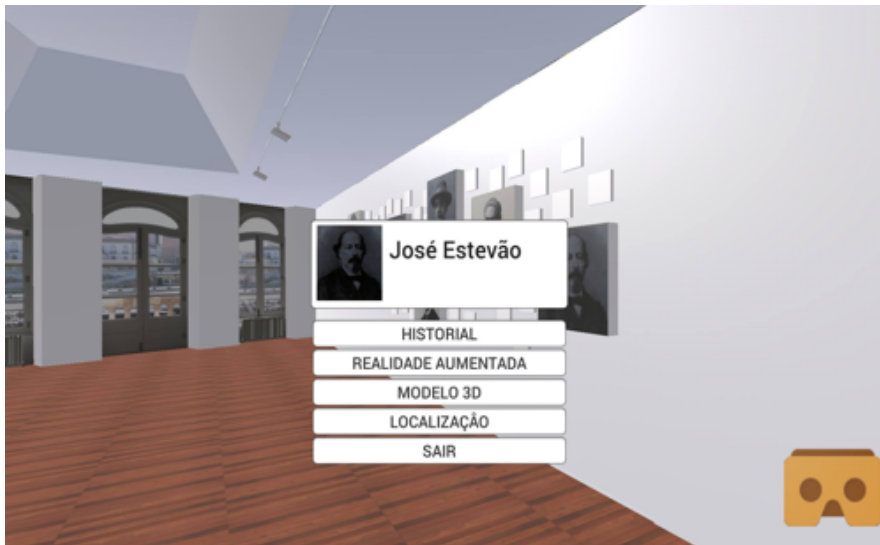 José Estevão
HISTORIAL
REALIDADE AUMENTADA
MODELO 3D
LOCALIZAÇÃO
SAIR